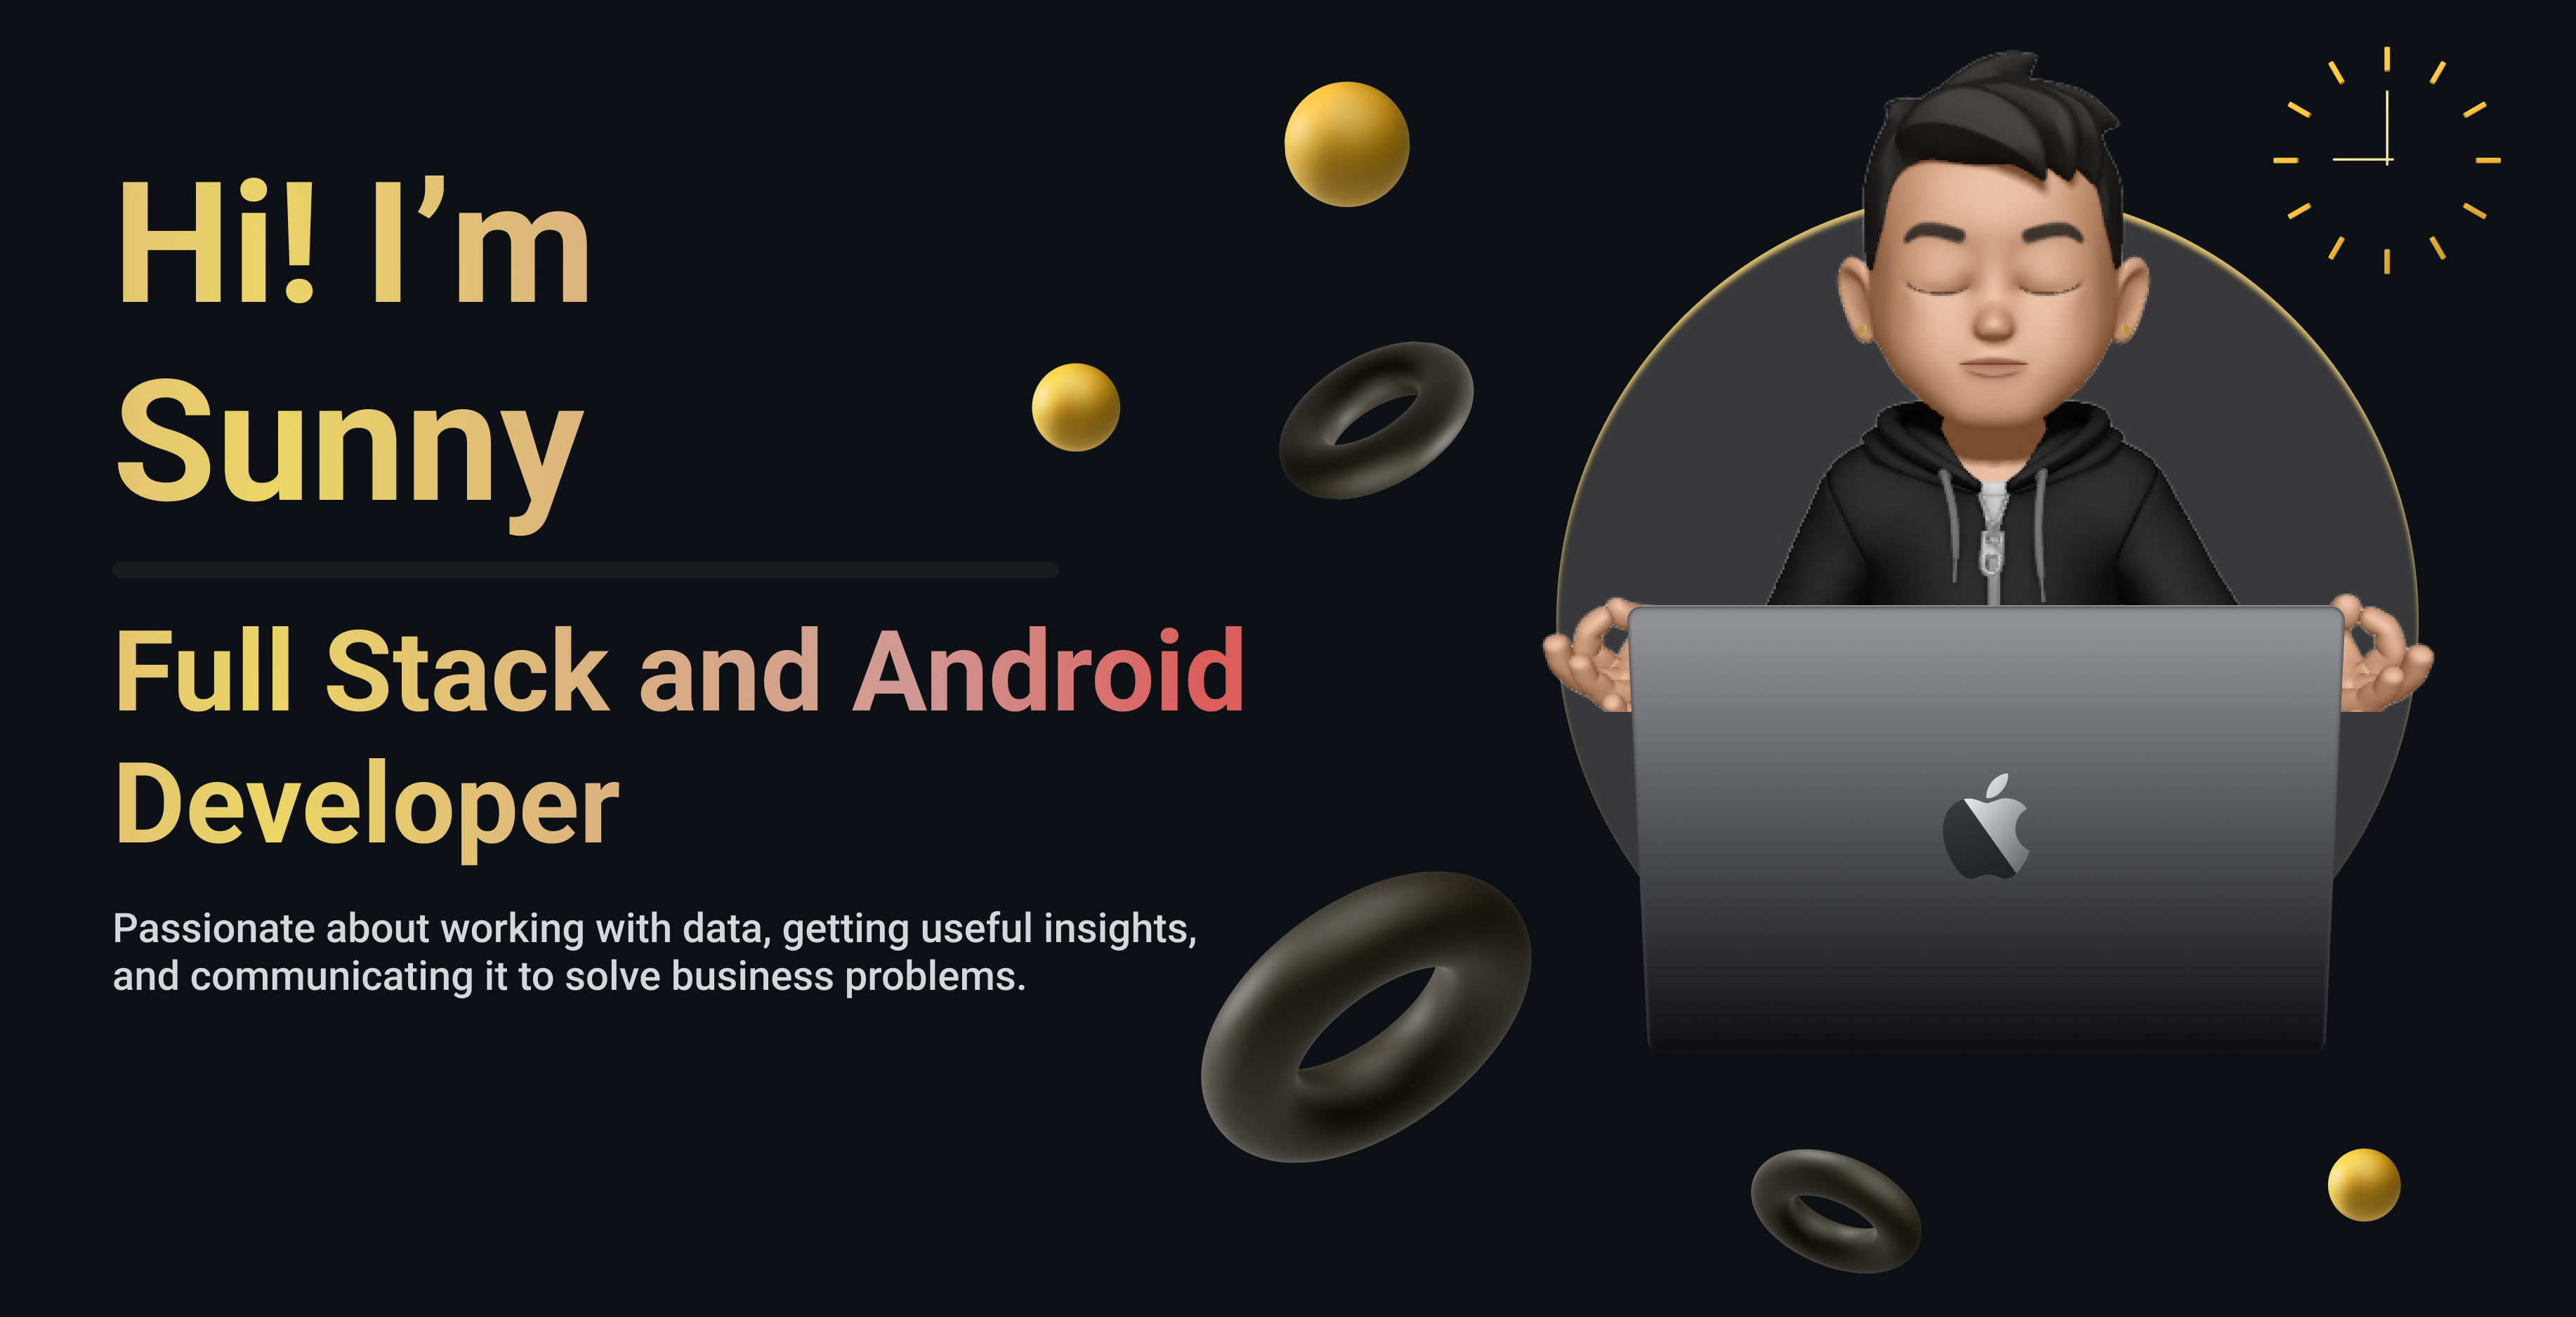 Hi! I’m
Sunny
Full Stack and Android
Developer
Passionate about working with data, getting useful insights,
and communicating it to solve business problems.